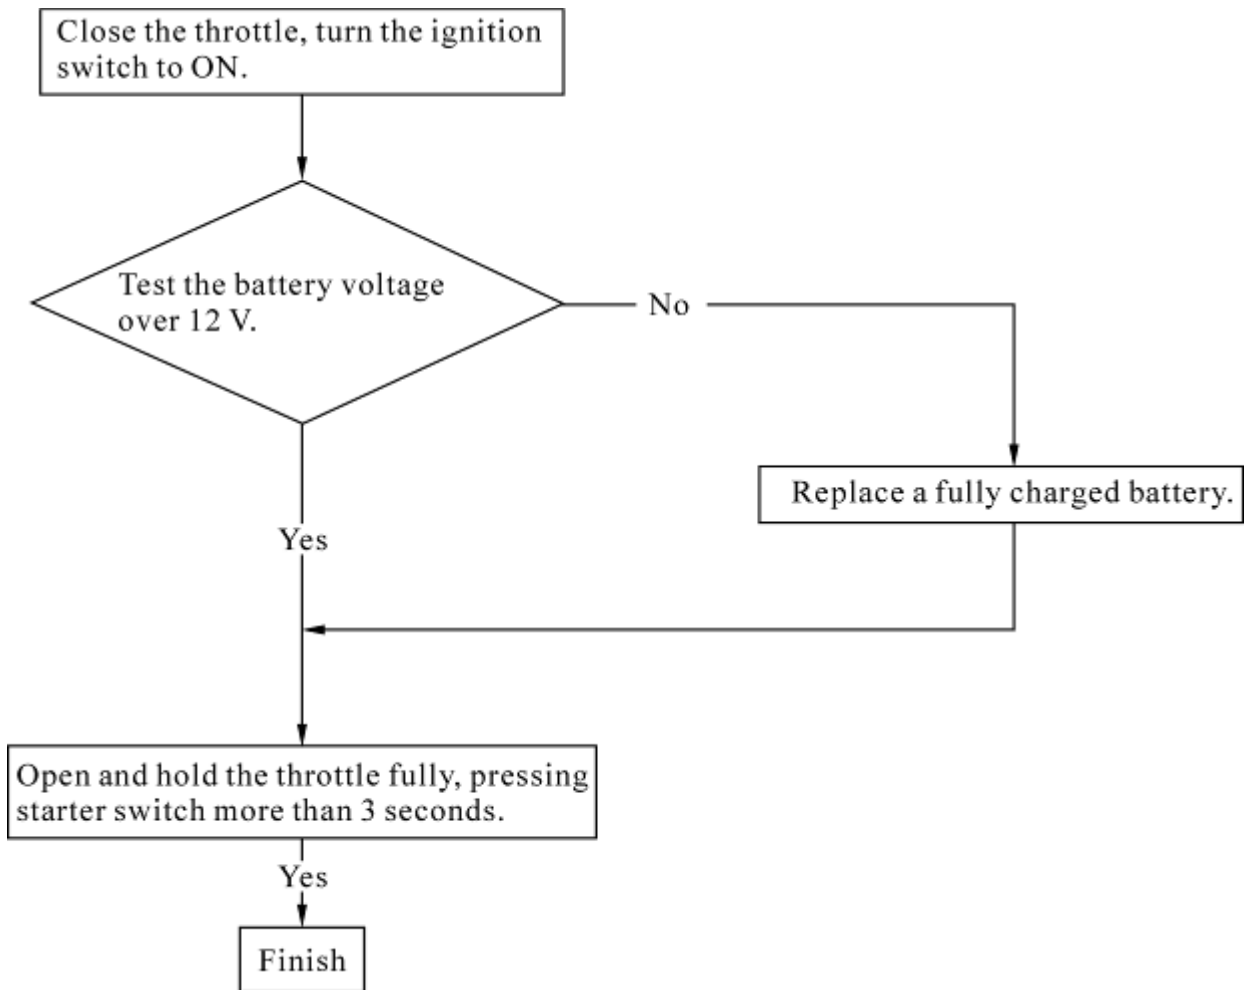 Close the throttle, turn the ignition
switch to ON.
Test the battery voltage
over 12 V.
No
Replace a fully charged battery.
Yes
Open and hold the throttle fully, pressing
starter switch more than 3 seconds.
Yes
Finish